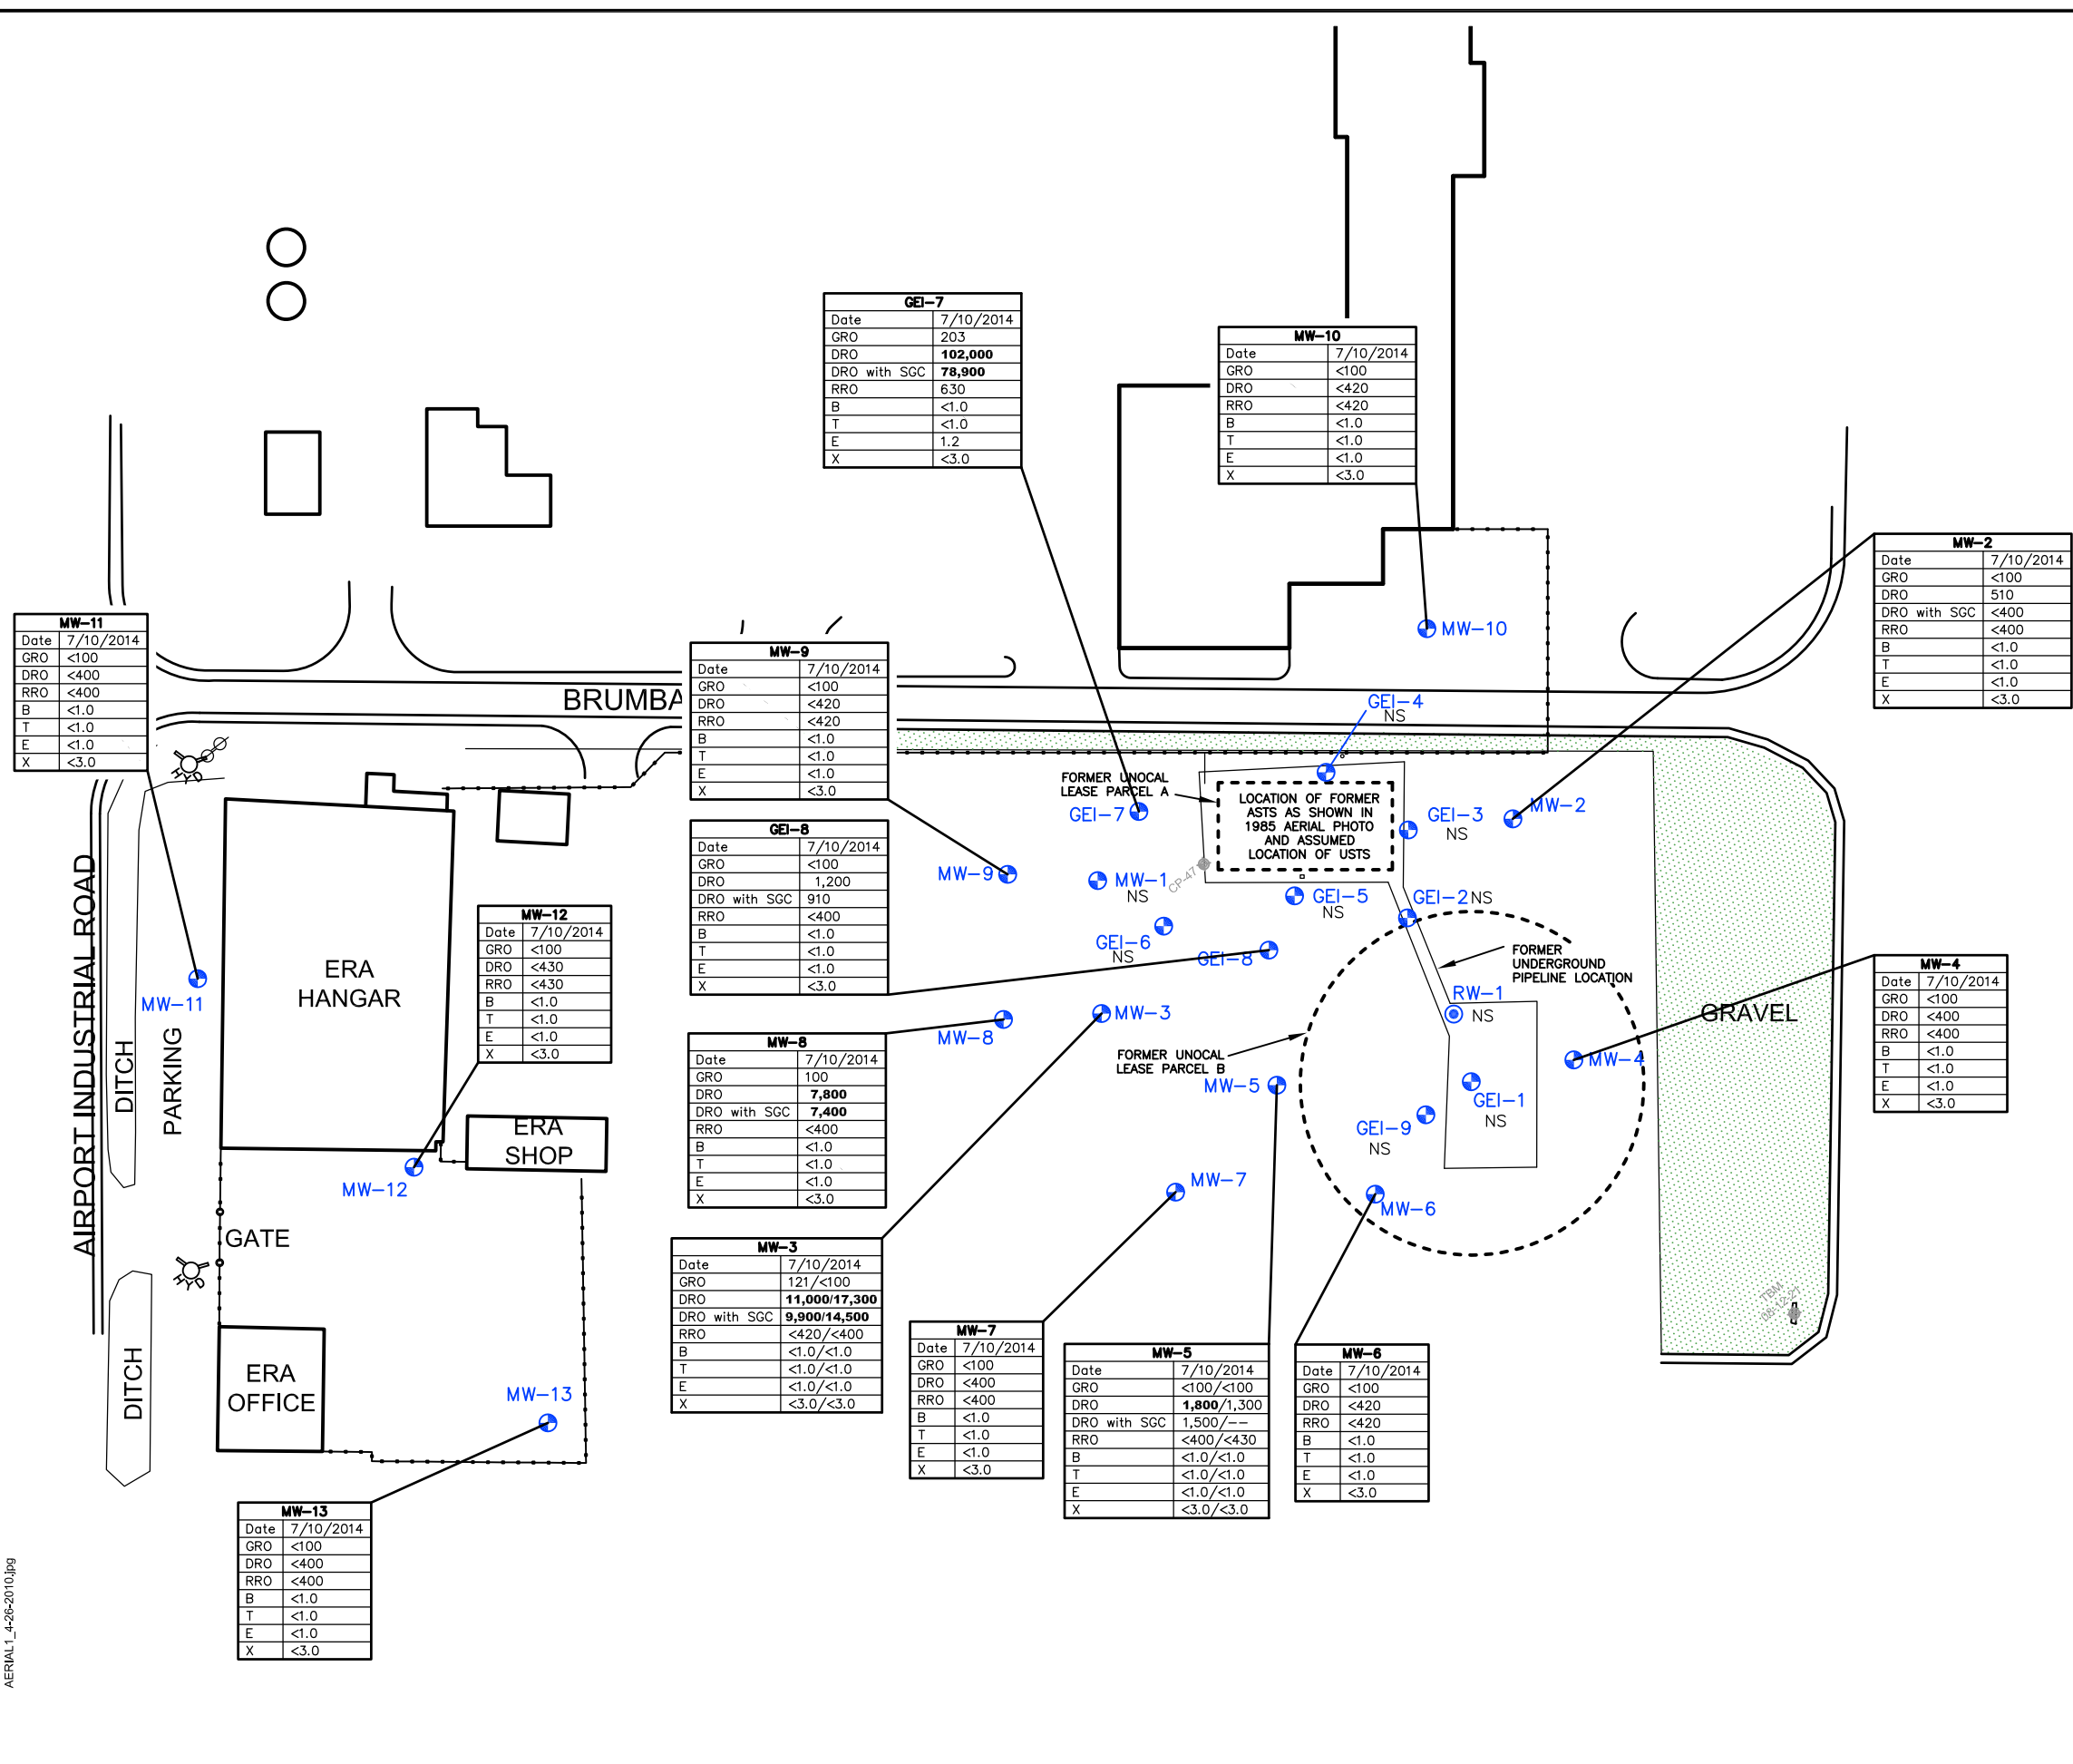 GEI-7
Date 7/10/2014
GRO 203
DRO 102,000
DRO with SGC 78,900
RRO 630
B <1.0
T <1.0
E 1.2
X <3.0
MW-10
Date 7/10/2014
GRO <100
DRO <420
RRO <420
B <1.0
T <1.0
E <1.0
X <3.0
MW-2
Date 7/10/2014
GRO <100
DRO 510
DRO with SGC <400
RRO <400
B <1.0
T <1.0
E <1.0
X <3.0
MW-11
Date 7/10/2014
GRO <100
DRO <400
RRO <400
B <1.0
T <1.0
E <1.0
X <3.0
MW-9
Date 7/10/2014
GRO <100
DRO <420
RRO <420
B <1.0
T <1.0
E <1.0
X <3.0
BRUMBA
MW-10
GEI-4
NS
HYD
FORMER UNOCAL
LEASE PARCEL A
GEI-7
LOCATION OF FORMER
ASTS AS SHOWN IN
1985 AERIAL PHOTO
AND ASSUMED
LOCATION OF USTS
GEI-3
NS
MW-2
CP-47
GEI-8
Date 7/10/2014
GRO <100
DRO 1,200
DRO with SGC 910
RRO <400
B <1.0
T <1.0
E <1.0
X <3.0
MW-9
MW-1
NS
GEI-5
NS
GEI-2 NS
GEI-6
NS
GEI-8
FORMER
UNDERGROUND
PIPELINE LOCATION
MW-12
Date 7/10/2014
GRO <100
DRO <430
RRO <430
B <1.0
T <1.0
E <1.0
X <3.0
ERA
HANGAR
AIRPORT INDUSTRIAL ROAD
DITCH
PARKING
MW-11
MW-4
Date 7/10/2014
GRO <100
DRO <400
RRO <400
B <1.0
T <1.0
E <1.0
X <3.0
GRAVEL
RW-1
NS
MW-3
MW-8
FORMER UNOCAL
LEASE PARCEL B
MW-5
MW-4
GEI-1
NS
GEI-9
NS
MW-8
Date 7/10/2014
GRO 100
DRO 7,800
DRO with SGC 7,400
RRO <400
B <1.0
T <1.0
E <1.0
X <3.0
ERA
SHOP
MW-12
MW-7
MW-6
GATE
HYD
MW-3
Date 7/10/2014
GRO 121/<100
DRO 11,000/17,300
DRO with SGC 9,900/14,500
RRO <420/<400
B <1.0/<1.0
T <1.0/<1.0
E <1.0/<1.0
X <3.0/<3.0
TBM
08-12-21
MW-7
Date 7/10/2014
GRO <100
DRO <400
RRO <400
B <1.0
T <1.0
E <1.0
X <3.0
MW-5
Date 7/10/2014
GRO <100/<100
DRO 1,800/1,300
DRO with SGC 1,500/--
RRO <400/<430
B <1.0/<1.0
T <1.0/<1.0
E <1.0/<1.0
X <3.0/<3.0
MW-6
Date 7/10/2014
GRO <100
DRO <420
RRO <420
B <1.0
T <1.0
E <1.0
X <3.0
DITCH
ERA
OFFICE
MW-13
MW-13
Date 7/10/2014
GRO <100
DRO <400
RRO <400
B <1.0
T <1.0
E <1.0
X <3.0
AERIAL1_4-26-2010.jpg